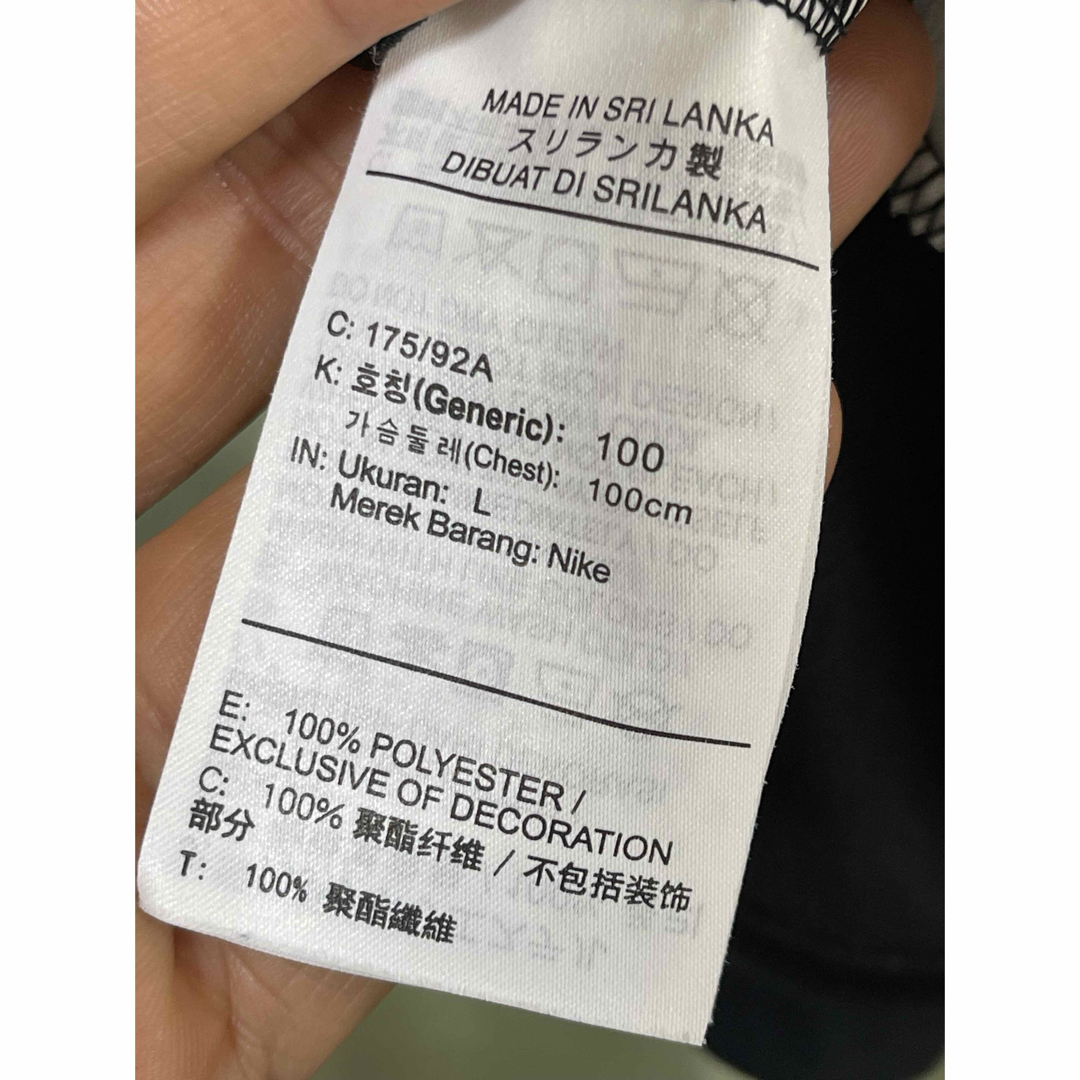 MADE IN SRI LANKA
スリランカ製
DIBUAT DI SRILANKA
C: 175/92A
K: 호칭(Generic): 100
가슴둘레(Chest): 100cm
IN: Ukuran: L
Merek Barang: Nike
E: 100% POLYESTER /
EXCLUSIVE OF DECORATION
C: 100% 聚酯纤维 / 不包括装饰
部分
T: 100% 聚酯纖維